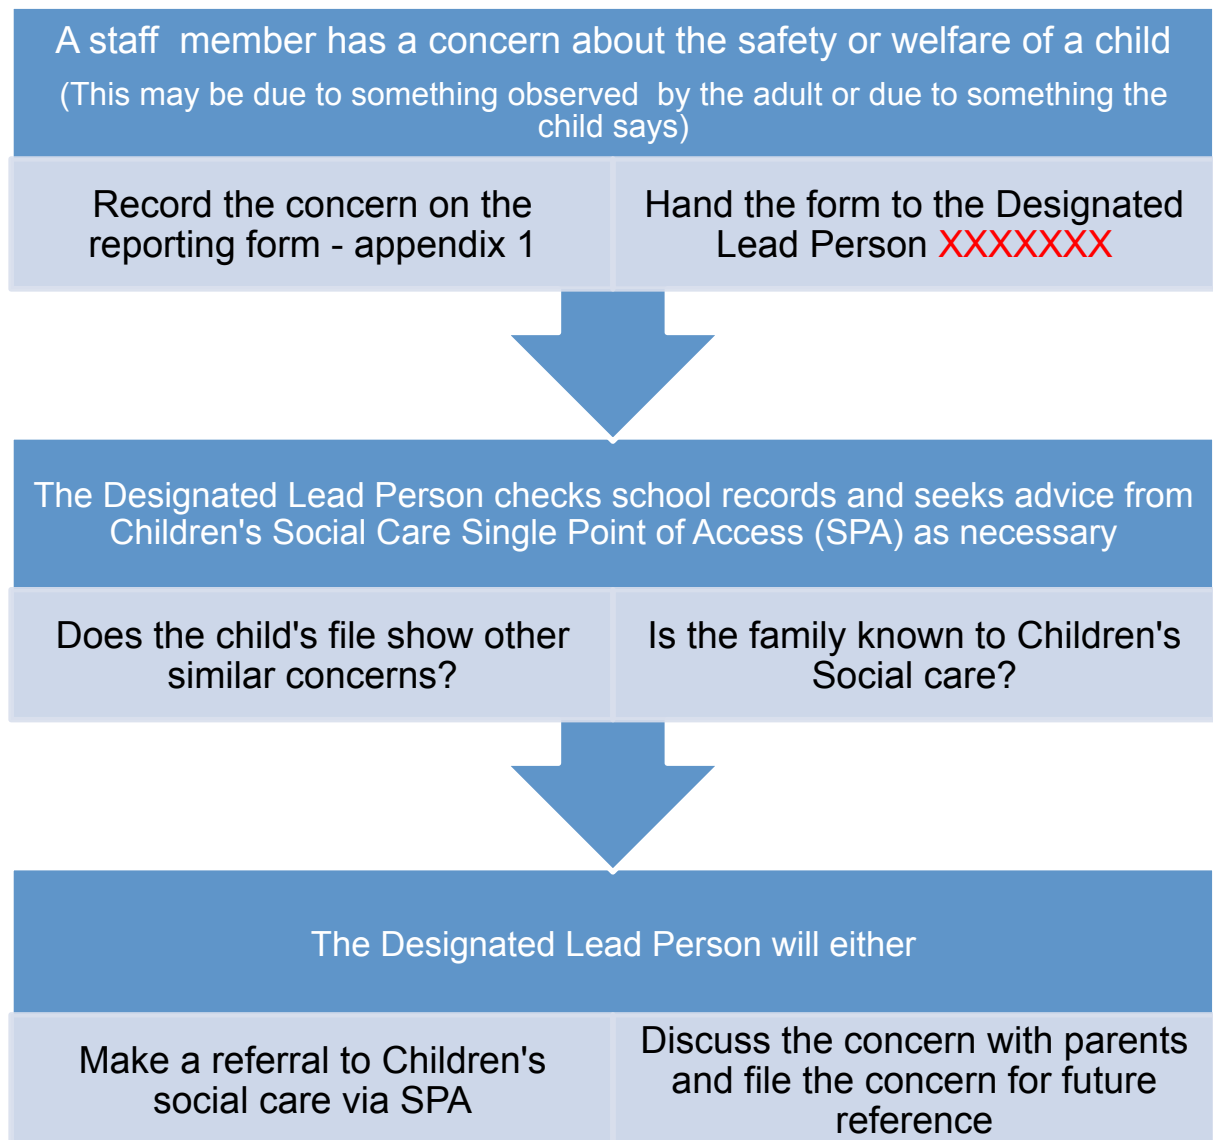 A staff  member has a concern about the safety or welfare of a child
(This may be due to something observed  by the adult or due to something the
child says)
Record the concern on the
reporting form - appendix 1
Hand the form to the Designated
Lead Person XXXXXXX
The Designated Lead Person checks school records and seeks advice from
Children's Social Care Single Point of Access (SPA) as necessary
Does the child's file show other
similar concerns?
Is the family known to Children's
Social care?
The Designated Lead Person will either
Make a referral to Children's
social care via SPA
Discuss the concern with parents
and file the concern for future
reference